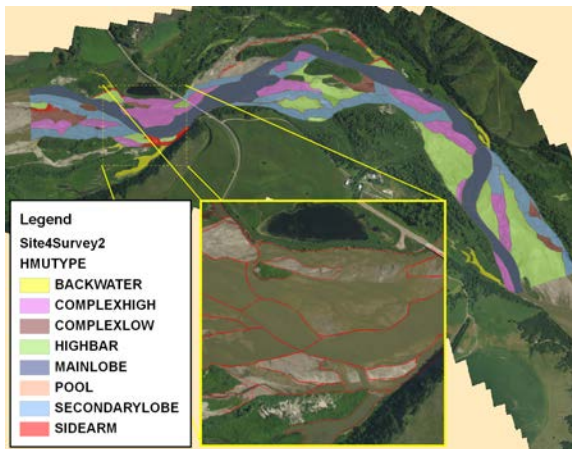 Legend
Site4Survey2
HMUTYPE
BACKWATER
COMPLEXHIGH
COMPLEXLOW
HIGHBAR
MAINLOBE
POOL
SECONDARYLOBE
SIDEARM